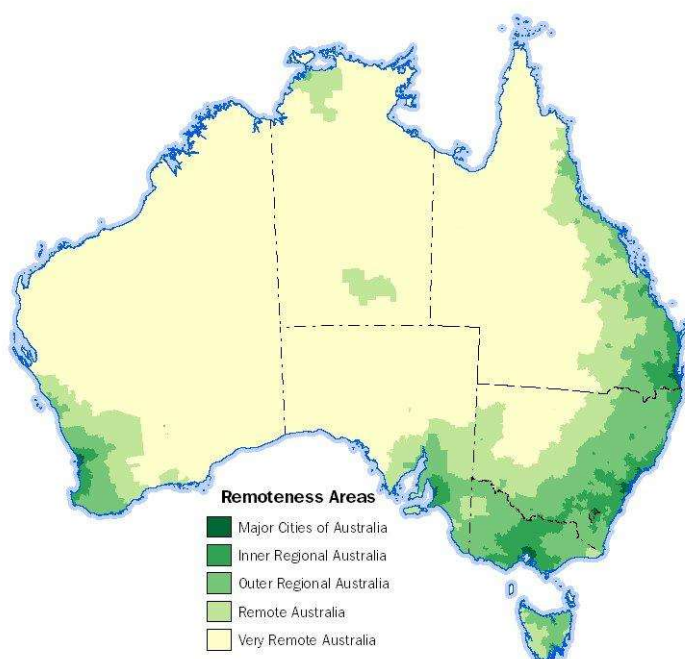 Remoteness Areas
Major Cities of Australia
Inner Regional Australia
Outer Regional Australia
Remote Australia
Very Remote Australia